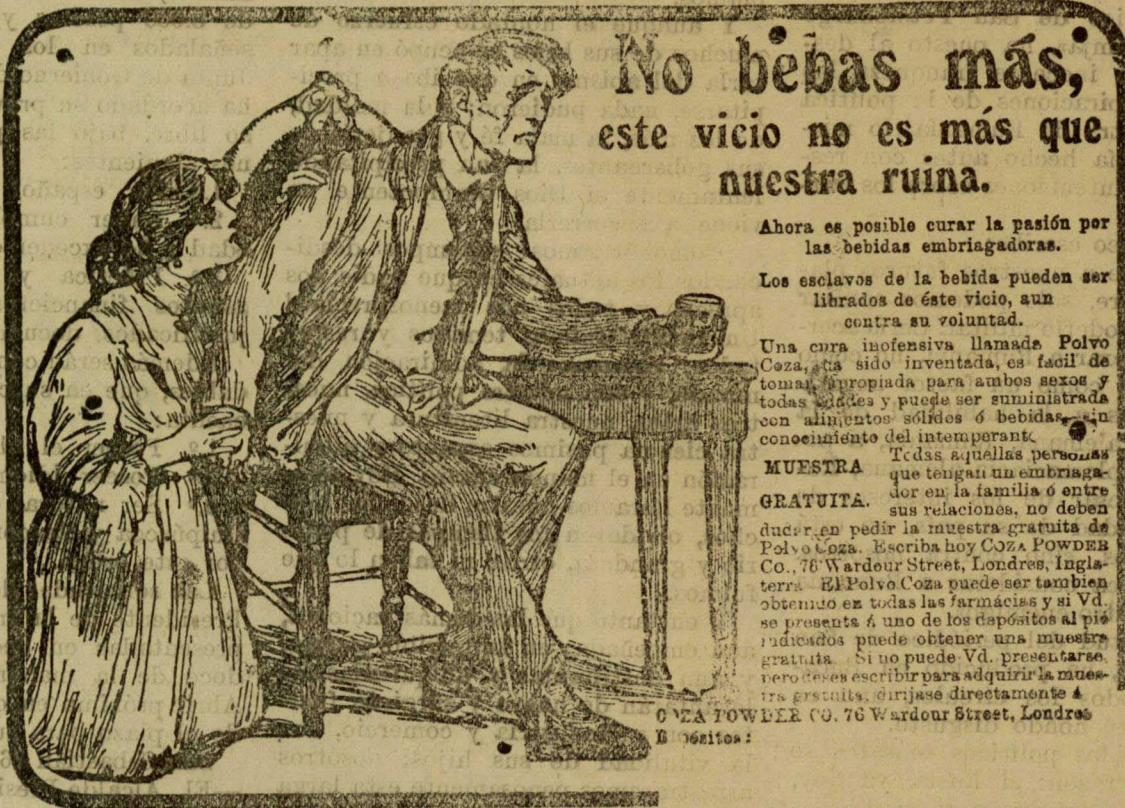 No bebas más,
este vicio no es más que
nuestra ruina.
Ahora es posible curar la pasión por
las bebidas embriagadoras.
Los esclavos de la bebida pueden ser
librados de éste vicio, aun
contra su voluntad.
Una cura inofensiva llamada Polvo
Coza, ha sido inventada, es facil de
tomar, apropiada para ambos sexos y
todas edades y puede ser suministrada
con alimentos sólidos ó bebidas, sin
conocimiento del intemperante
MUESTRA
GRATUITA.
Todas aquellas personas
que tengan un embriaga-
dor en la familia ó entre
sus relaciones, no deben
dudar en pedir la muestra gratuita de
Polvo Coza. Escriba hoy COZA POWDER
Co., 76 Wardour Street, Londres, Ingla-
terra El Polvo Coza puede ser tambien
obtenido en todas las farmácias y si Vd.
se presenta á uno de los depósitos al pié
indicados puede obtener una muestra
gratuita. Si no puede Vd. presentarse,
pero desea escribir para adquirir la mues-
tra gratuita, dirijase directamente á
COZA POWDER CO. 76 Wardour Street, Londres
Depósitos: